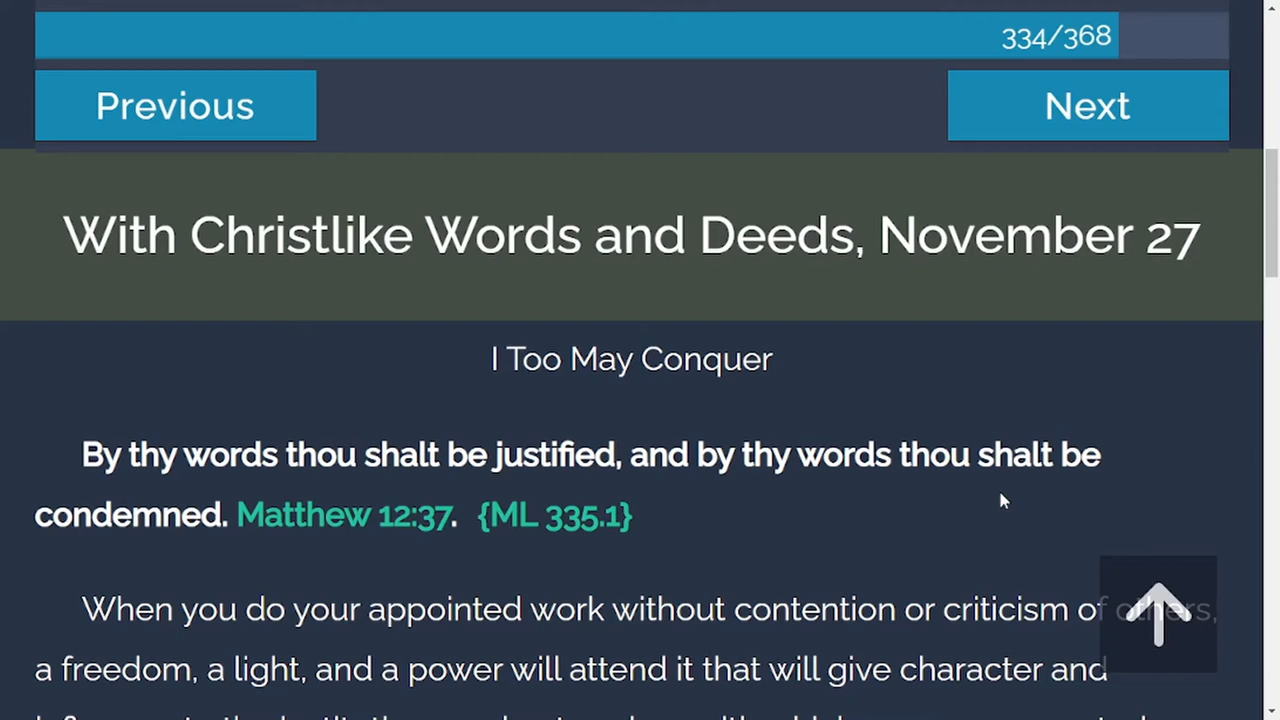 334/368
Previous
Next
With Christlike Words and Deeds, November 27
I Too May Conquer
By thy words thou shalt be justified, and by thy words thou shalt be
condemned. Matthew 12:37. {ML 335.1}
When you do your appointed work without contention or criticism of others,
a freedom, a light, and a power will attend it that will give character and